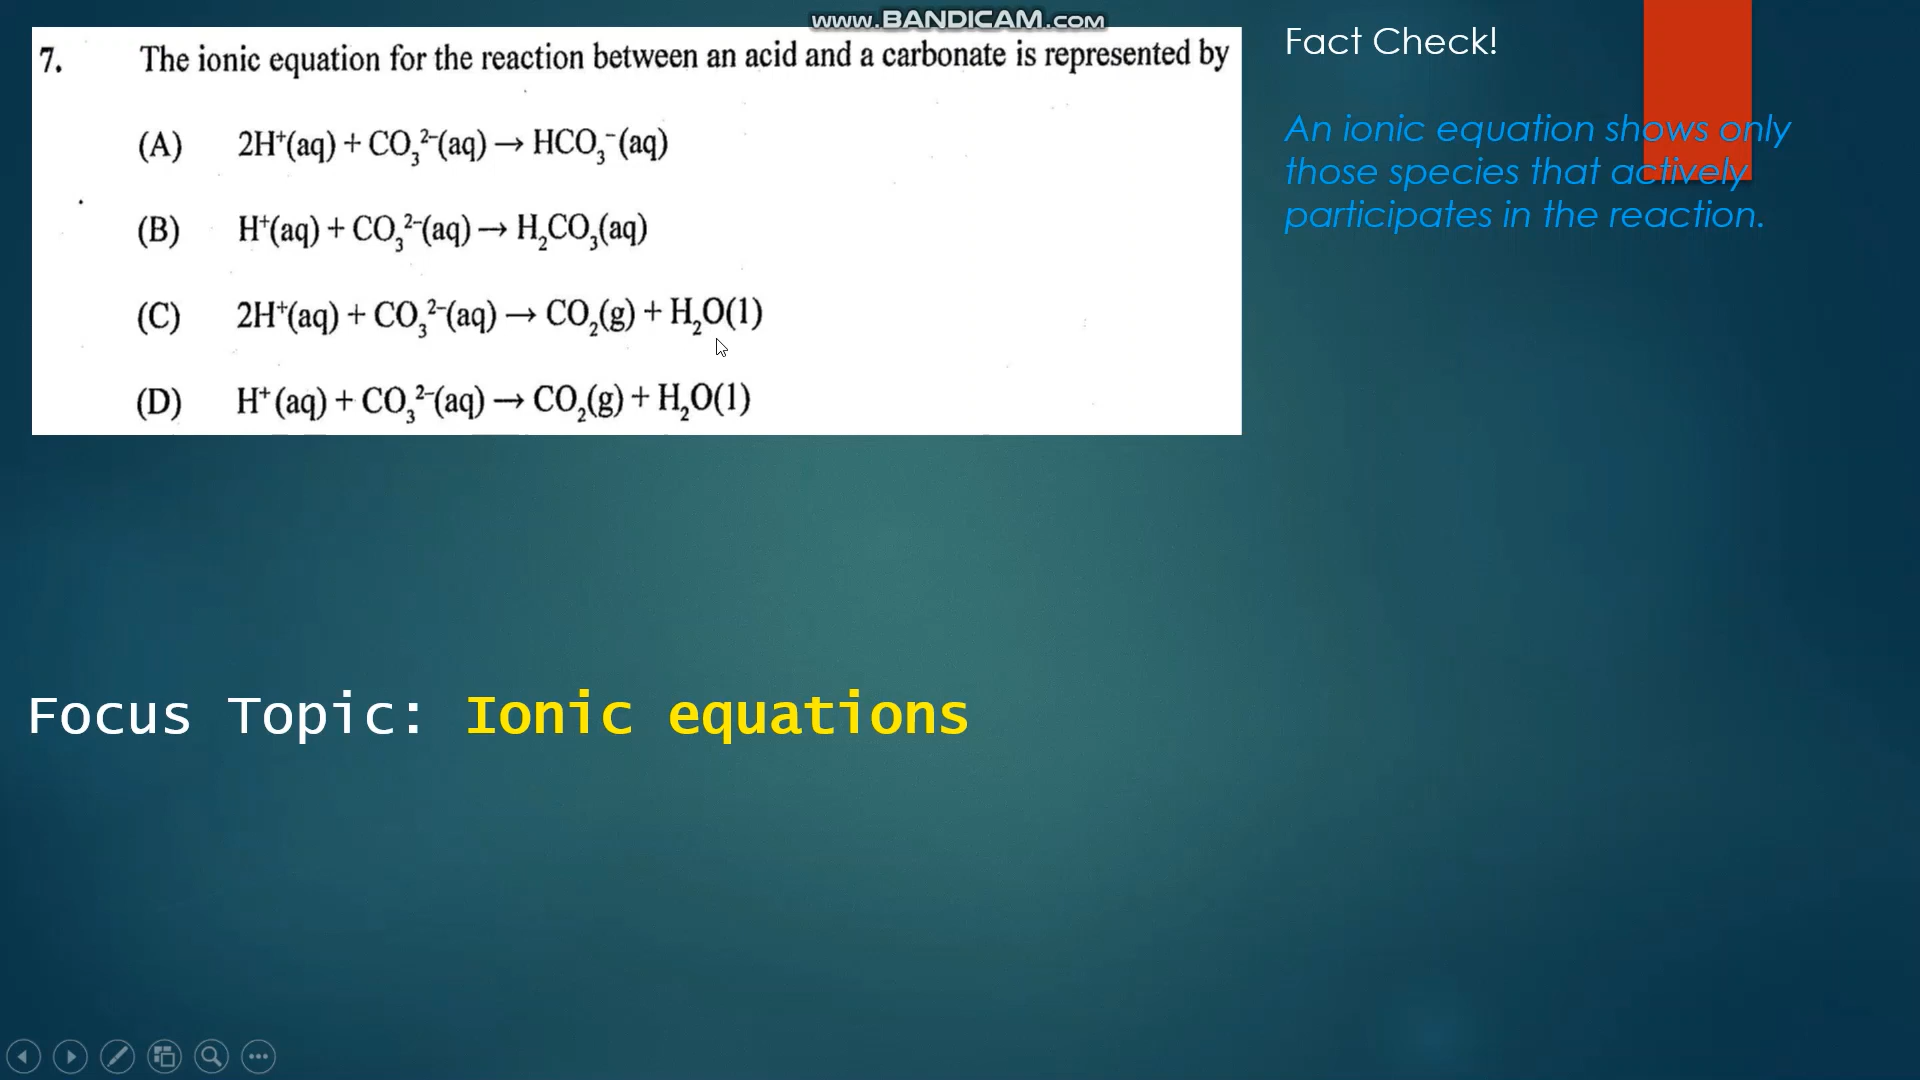 www.BANDICAM.com
7. The ionic equation for the reaction between an acid and a carbonate is represented by
(A) 2H⁺(aq) + CO₃²⁻(aq) → HCO₃⁻(aq)
(B) H⁺(aq) + CO₃²⁻(aq) → H₂CO₃(aq)
(C) 2H⁺(aq) + CO₃²⁻(aq) → CO₂(g) + H₂O(l)
(D) H⁺(aq) + CO₃²⁻(aq) → CO₂(g) + H₂O(l)
Fact Check!
An ionic equation shows only
those species that actively
participates in the reaction.
Focus Topic: Ionic equations